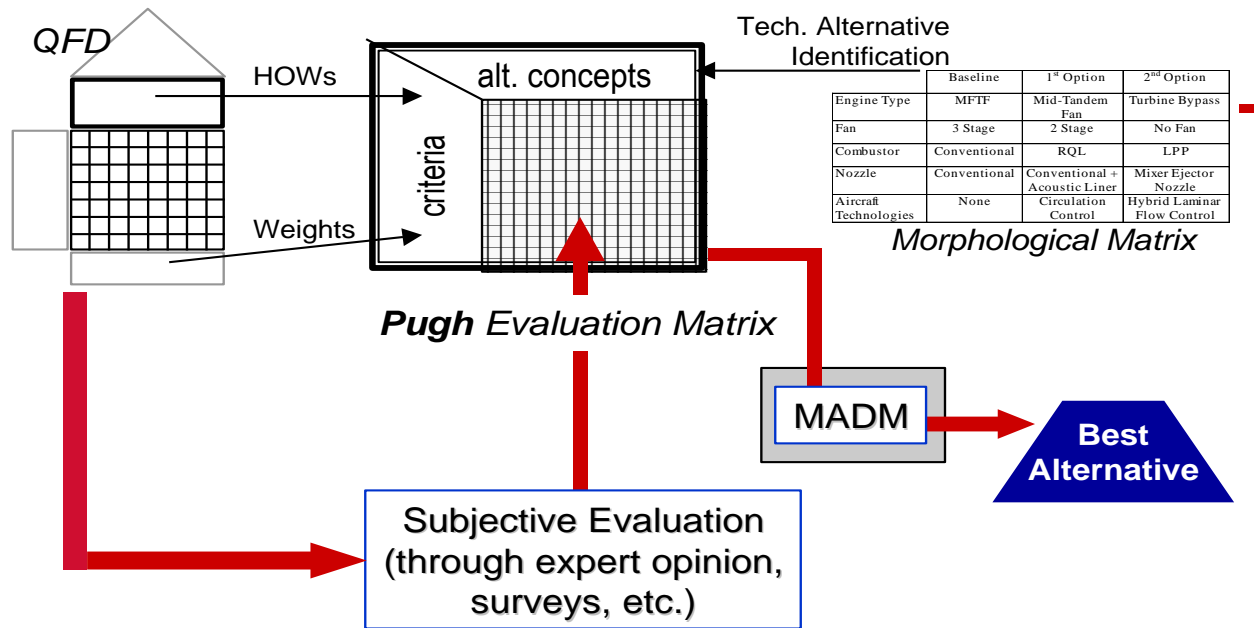 QFD
HOWs
Weights
alt. concepts
criteria
Pugh Evaluation Matrix
Tech. Alternative
Identification
Baseline 1st Option 2nd Option
Engine Type MFTF Mid-Tandem Fan Turbine Bypass
Fan 3 Stage 2 Stage No Fan
Combustor Conventional RQL LPP
Nozzle Conventional Conventional + Acoustic Liner Mixer Ejector Nozzle
Aircraft Technologies None Circulation Control Hybrid Laminar Flow Control
Morphological Matrix
MADM
Best
Alternative
Subjective Evaluation
(through expert opinion,
surveys, etc.)